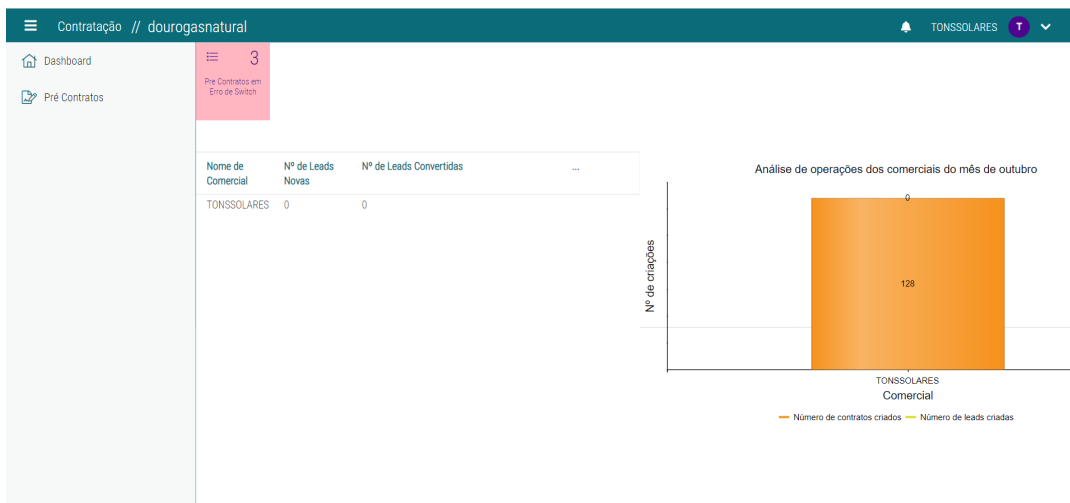 Contratação // dourogasnatural
TONSSOLARES T
Dashboard
Pré Contratos
3
Pre Contratos em
Erro de Switch
Nome de Nº de Leads Nº de Leads Convertidas ...
Comercial Novas
TONSSOLARES 0 0
Análise de operações dos comerciais do mês de outubro
0
128
Nº de criações
TONSSOLARES
Comercial
Número de contratos criados Número de leads criadas